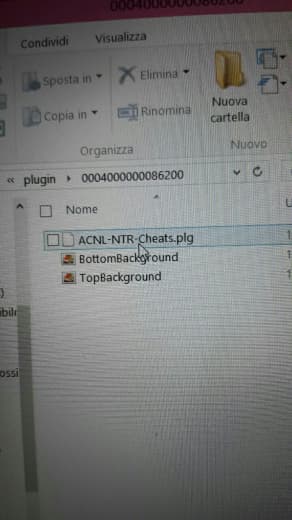 0004000000086200
Condividi Visualizza
Sposta in Elimina
Copia in Rinomina
Nuova cartella
Organizza Nuovo
« plugin 0004000000086200
Nome
ACNL-NTR-Cheats.plg
BottomBackground
TopBackground